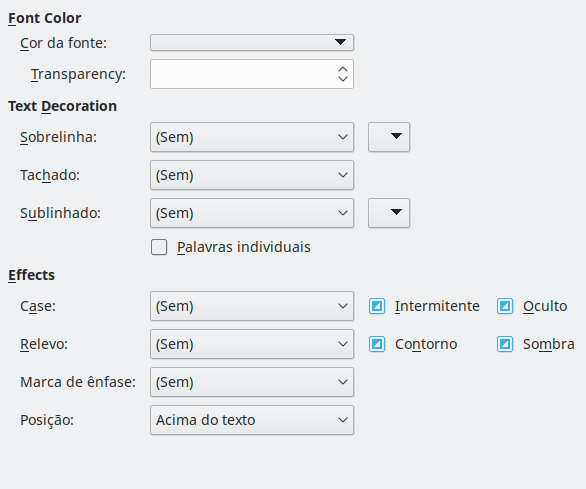 Font Color
Cor da fonte:
Transparency:
Text Decoration
Sobrelinha: (Sem)
Tachado: (Sem)
Sublinhado: (Sem)
Palavras individuais
Effects
Case: (Sem) Intermitente Oculto
Relevo: (Sem) Contorno Sombra
Marca de ênfase: (Sem)
Posição: Acima do texto